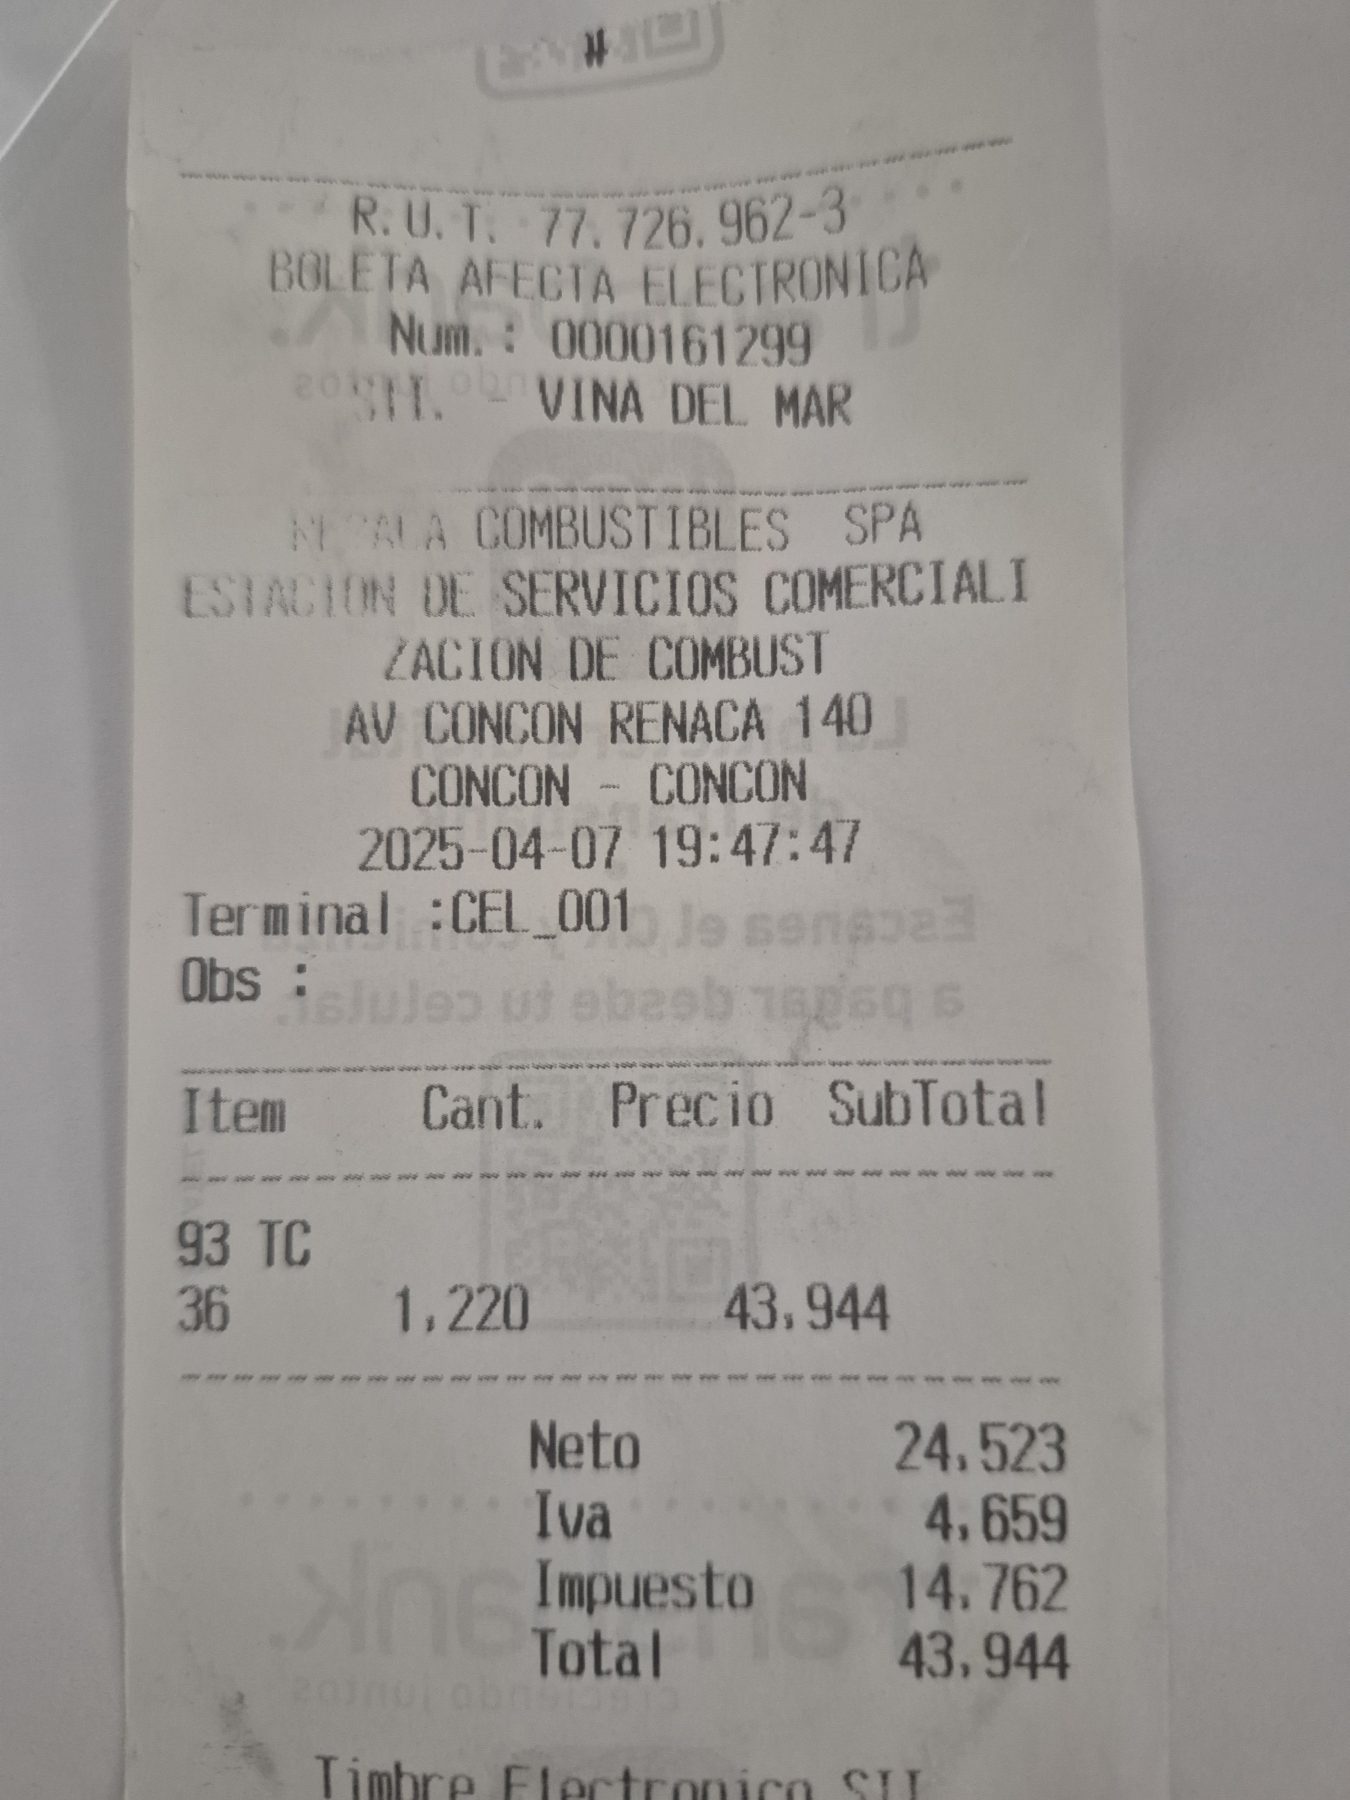 R.U.T. 77.726.962-3
BOLETA AFECTA ELECTRONICA
Num.: 0000161299
SII. - VINA DEL MAR
COMBUSTIBLES SPA
ESTACION DE SERVICIOS COMERCIALI
ZACION DE COMBUST
AV CONCON RENACA 140
CONCON - CONCON
2025-04-07 19:47:47
Terminal :CEL_001
Obs :
Item Cant. Precio SubTotal
93 TC
36 1,220 43,944
Neto 24,523
Iva 4,659
Impuesto 14,762
Total 43,944
Timbre Electronico SII